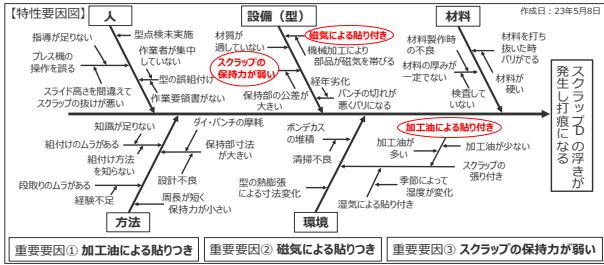 【特性要因図】
作成日：23年5月8日
人
設備（型）
材料
型点検未実施
指導が足りない
作業者が集中
していない
プレス機の
操作を誤る
型の誤組付け
スライド高さを間違えて
スクラップの抜けが悪い
作業要領書がない
材質が
適していない
磁気による貼り付き
機械加工により
部品が磁気を帯びる
スクラップの
保持力が弱い
経年劣化
保持部の公差が
大きい
パンチの切れが
悪くバリになる
材料製作時
の不良
材料を打ち
抜いた時
バリがでる
材料の厚みが
一定でない
材料が
硬い
検査して
いない
スクラップDの浮きが
発生し打痕になる
知識が足りない
ダイ・パンチの摩耗
組付けのムラがある
組付け方法
を知らない
保持部寸法
が大きい
設計不良
段取りのムラがある
経験不足
周長が短く
保持力が小さい
方法
ボンデカス
の堆積
清掃不良
型の熱膨張
による寸法変化
加工油による貼り付き
加工油が
多い
加工油が少ない
スクラップの
張り付き
季節によって
湿度が変化
湿気による貼り付き
環境
重要要因① 加工油による貼りつき
重要要因② 磁気による貼りつき
重要要因③ スクラップの保持力が弱い